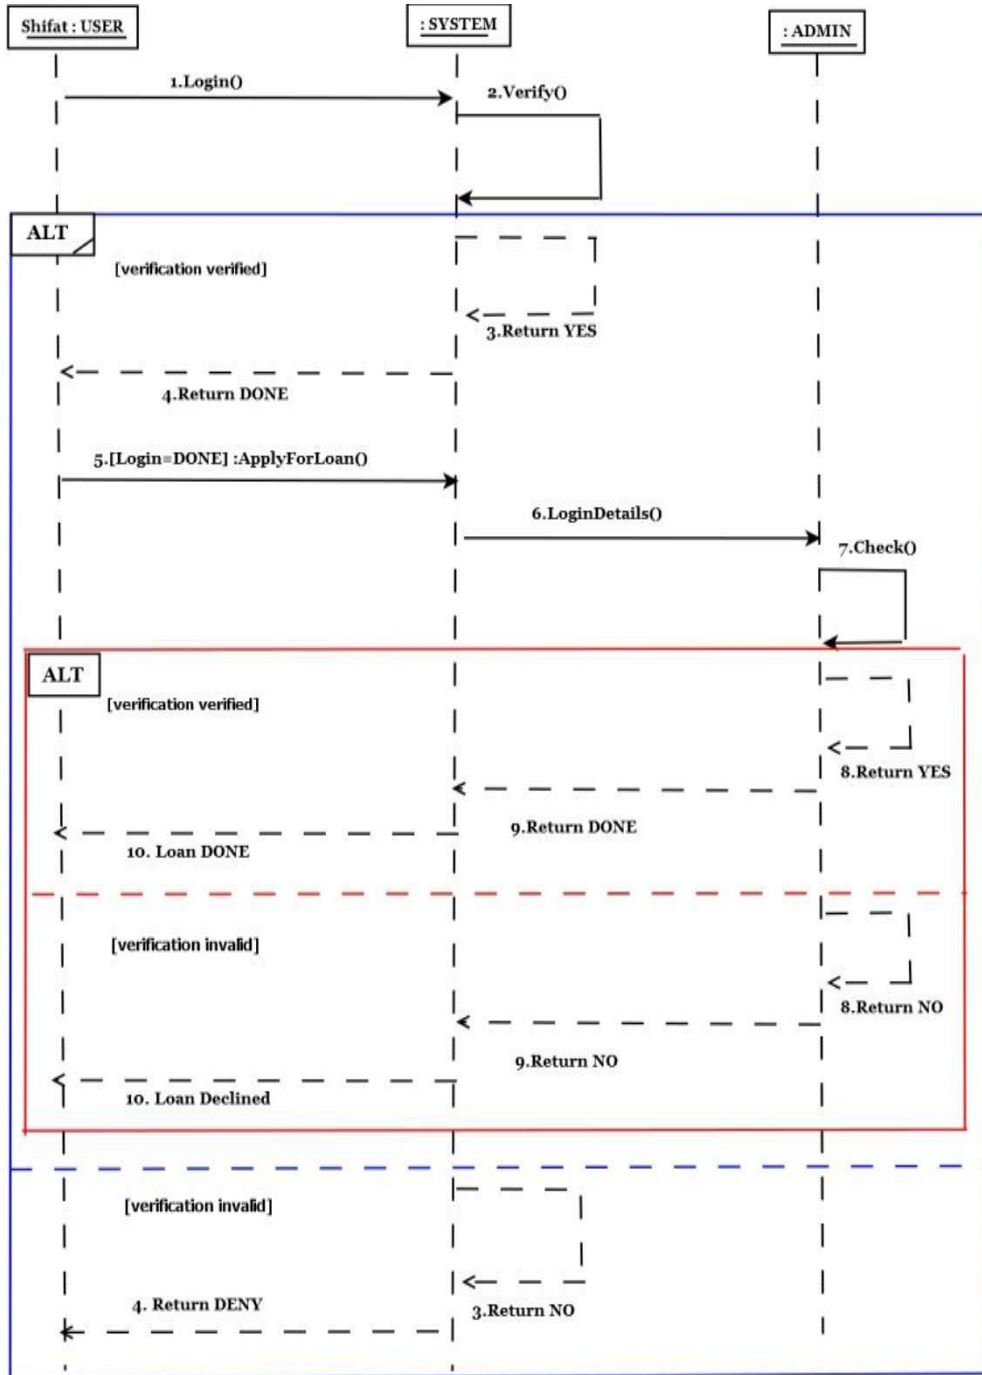 Shifat : USER
: SYSTEM
: ADMIN
1.Login()
2.Verify()
ALT
[verification verified]
3.Return YES
4.Return DONE
5.[Login=DONE] :ApplyForLoan()
6.LoginDetails()
7.Check()
ALT
[verification verified]
8.Return YES
9.Return DONE
10. Loan DONE
[verification invalid]
8.Return NO
9.Return NO
10. Loan Declined
[verification invalid]
3.Return NO
4. Return DENY